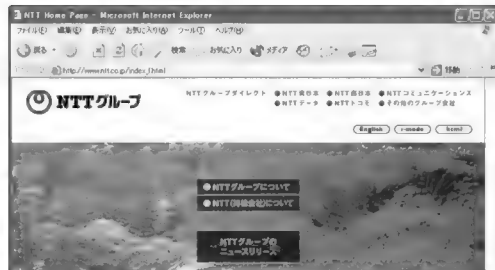 NTT Home Page - Microsoft Internet Explorer
ファイル(F) 編集(E) 表示(V) お気に入り(A) ツール(T) ヘルプ(H)
戻る 検索 お気に入り メディア
http://www.ntt.co.jp/index_f.html 移動
NTTグループ
NTTグループダイレクト ●NTT東日本 ●NTT西日本 ●NTTコミュニケーションズ
●NTTデータ ●NTTドコモ ●その他のグループ会社
English i-mode html
NTTグループについて
NTT(持株会社)について
NTTグループの
ニュースリリース